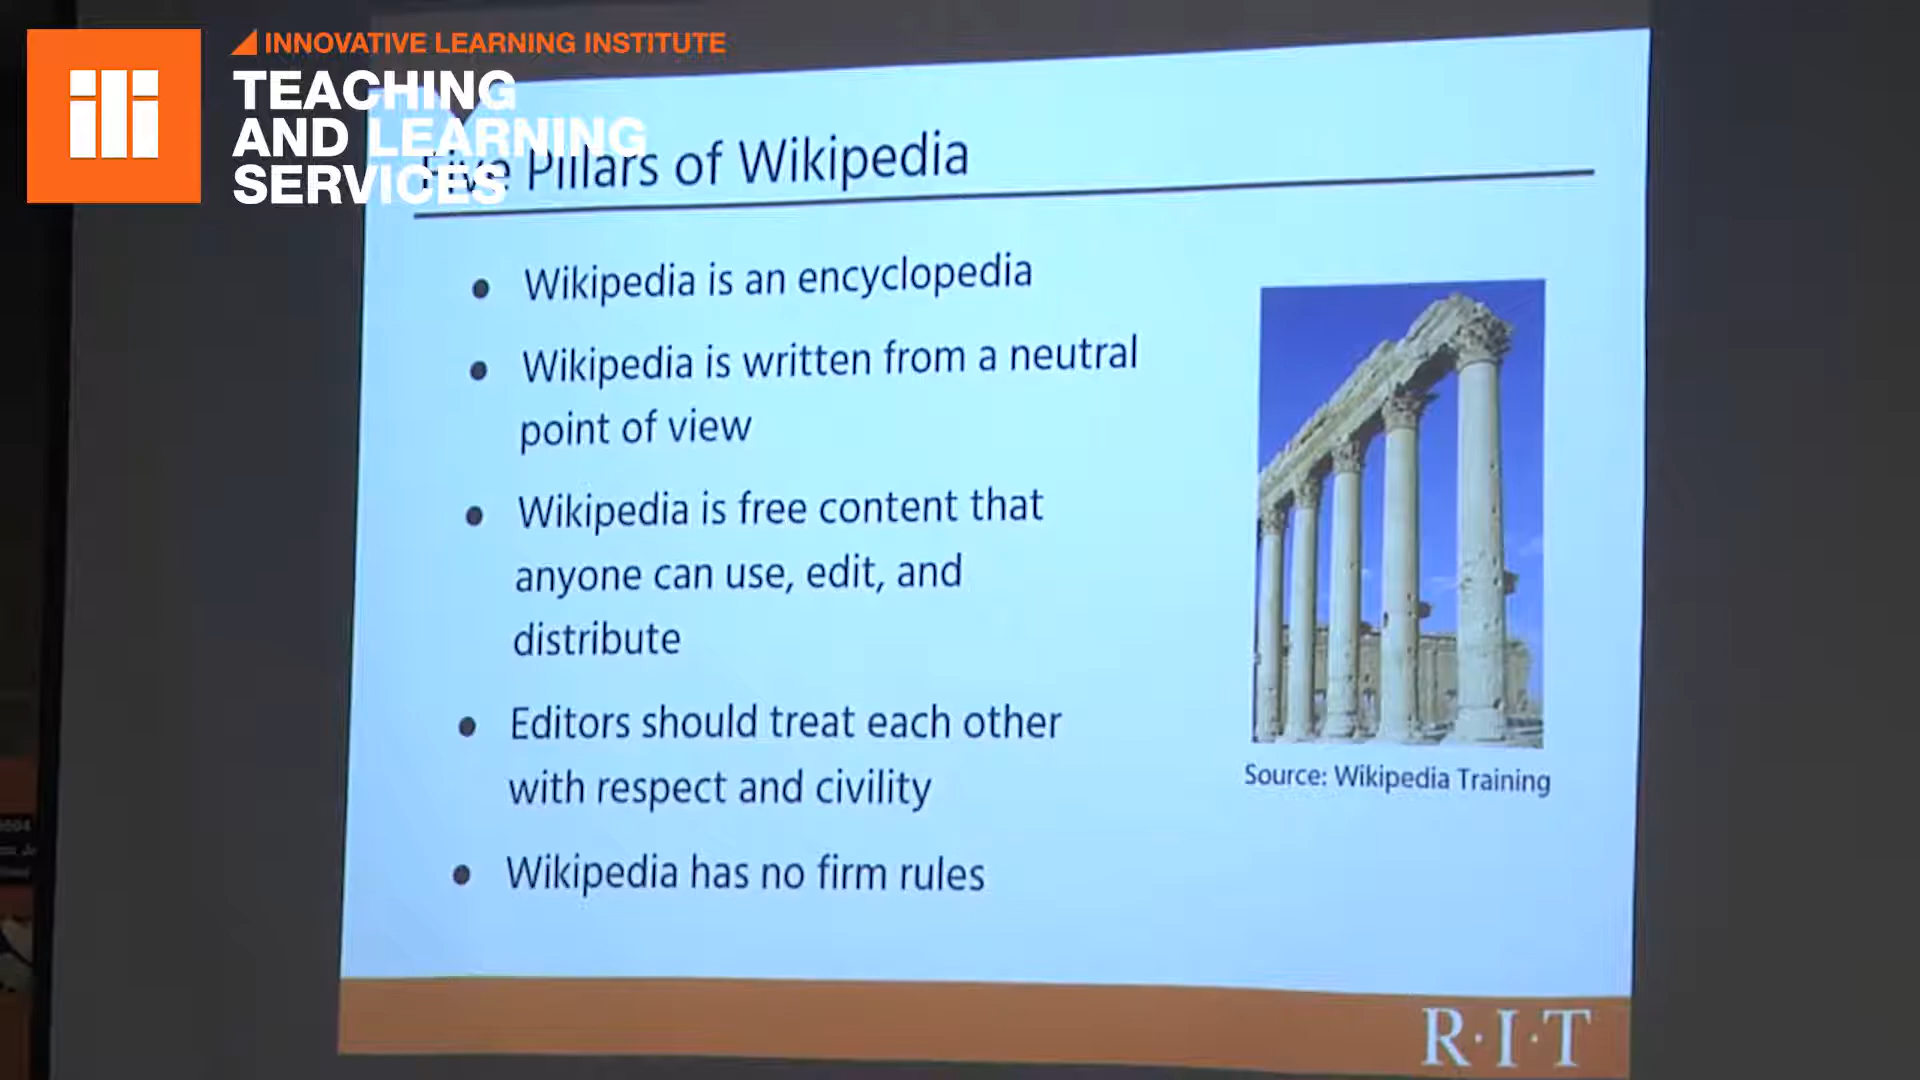 INNOVATIVE LEARNING INSTITUTE
TEACHING
AND LEARNING
SERVICES
ili
Five Pillars of Wikipedia
Wikipedia is an encyclopedia
Wikipedia is written from a neutral
point of view
Wikipedia is free content that
anyone can use, edit, and
distribute
Editors should treat each other
with respect and civility
Wikipedia has no firm rules
Source: Wikipedia Training
R·I·T